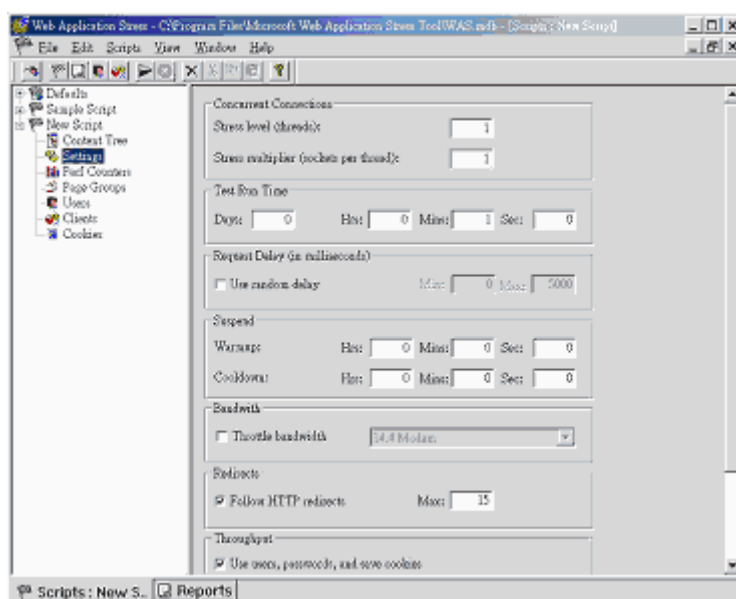 Web Application Stress - C:\Program Files\Microsoft Web Application Stress Tool\WAS.mdb - [Scripts : New Script]
File Edit Scripts View Window Help
Defaults
Sample Script
New Script
Content Tree
Settings
Perf Counters
Page Groups
Users
Clients
Cookies
Concurrent Connections
Stress level (threads): 1
Stress multiplier (sockets per thread): 1
Test Run Time
Days: 0 Hrs: 0 Mins: 1 Sec: 0
Request Delay (in milliseconds)
Use random delay Min: 0 Max: 5000
Suspend
Warmup: Hrs: 0 Mins: 0 Sec: 0
Cooldown: Hrs: 0 Mins: 0 Sec: 0
Bandwith
Throttle bandwidth 14.4 Modem
Redirects
Follow HTTP redirects Max: 15
Throughput
Use users, passwords, and save cookies
Scripts : New S.. Reports